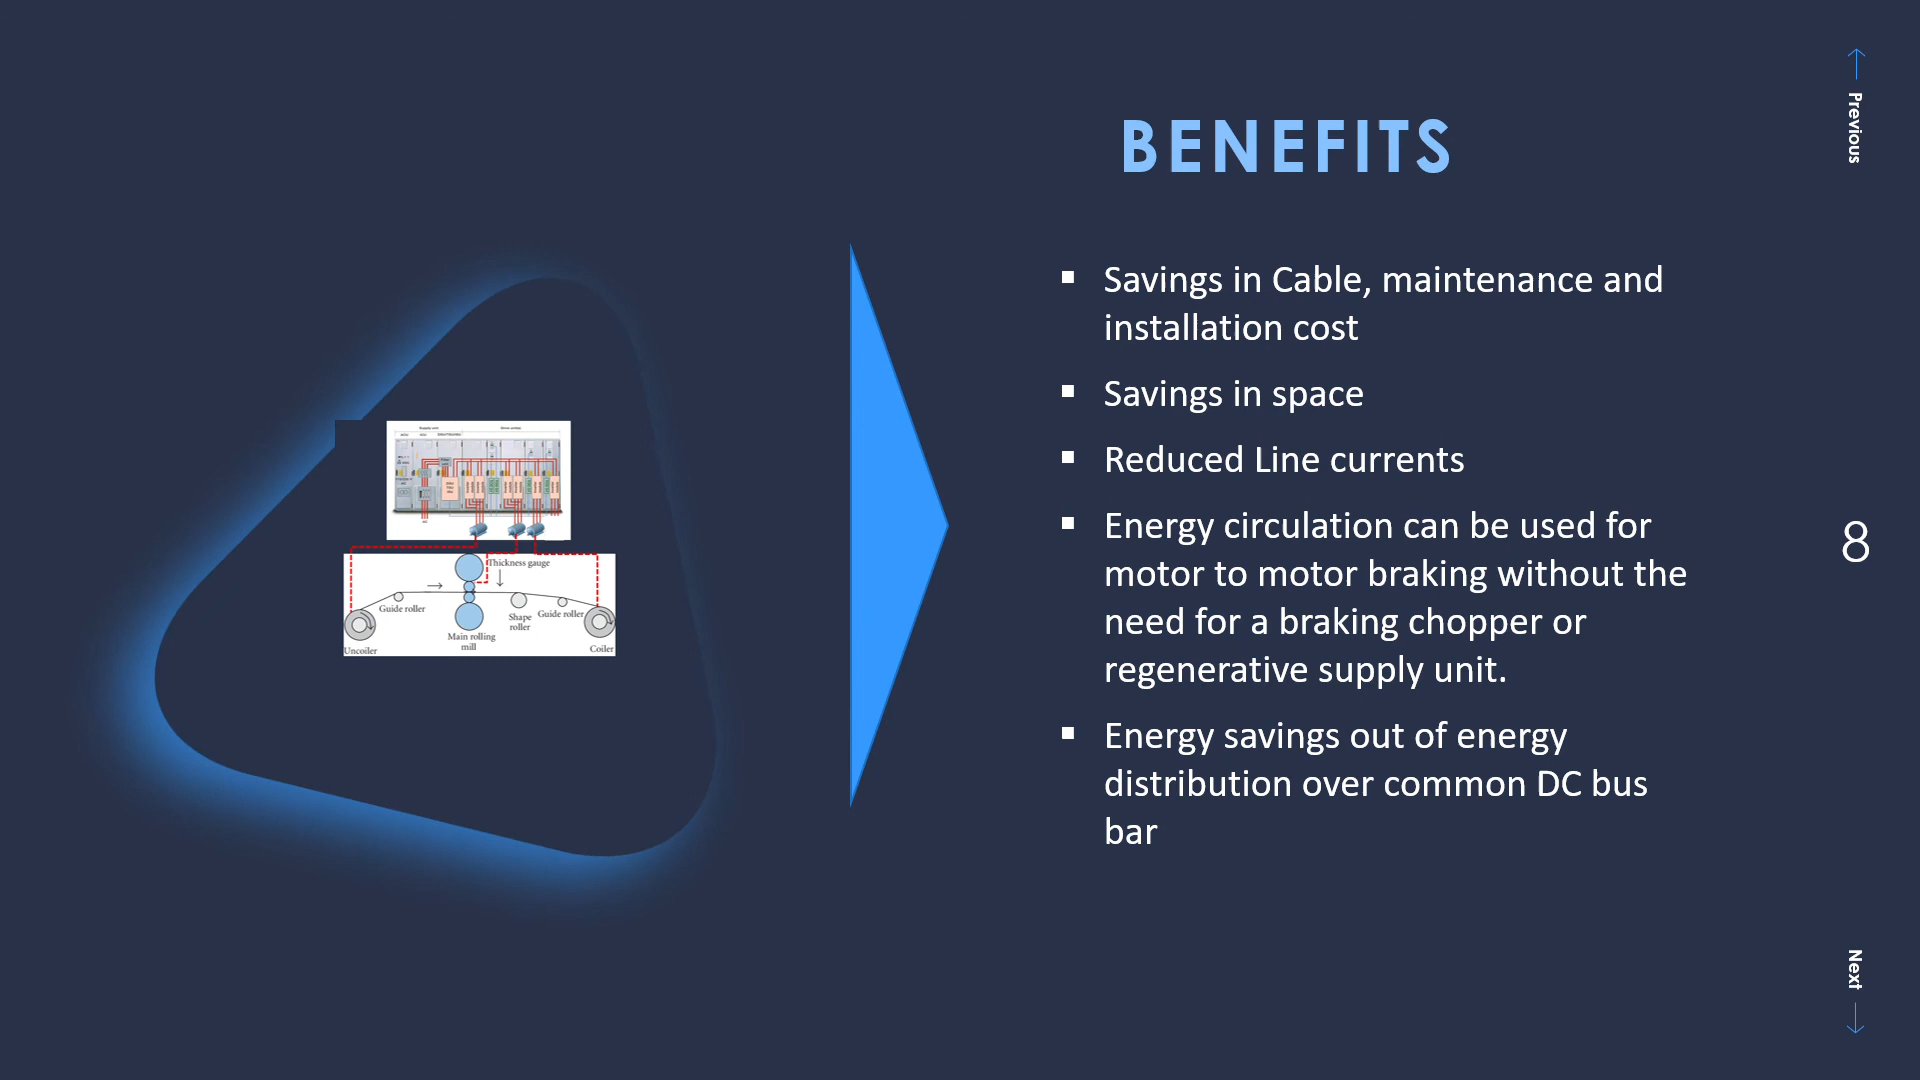 BENEFITS
Previous
▪ Savings in Cable, maintenance and
installation cost
▪ Savings in space
▪ Reduced Line currents
▪ Energy circulation can be used for
motor to motor braking without the
need for a braking chopper or
regenerative supply unit.
▪ Energy savings out of energy
distribution over common DC bus
bar
Supply unit
Thickness gauge
Guide roller
Shape
roller
Guide roller
Main rolling
mill
Uncoiler
Coiler
8
Next